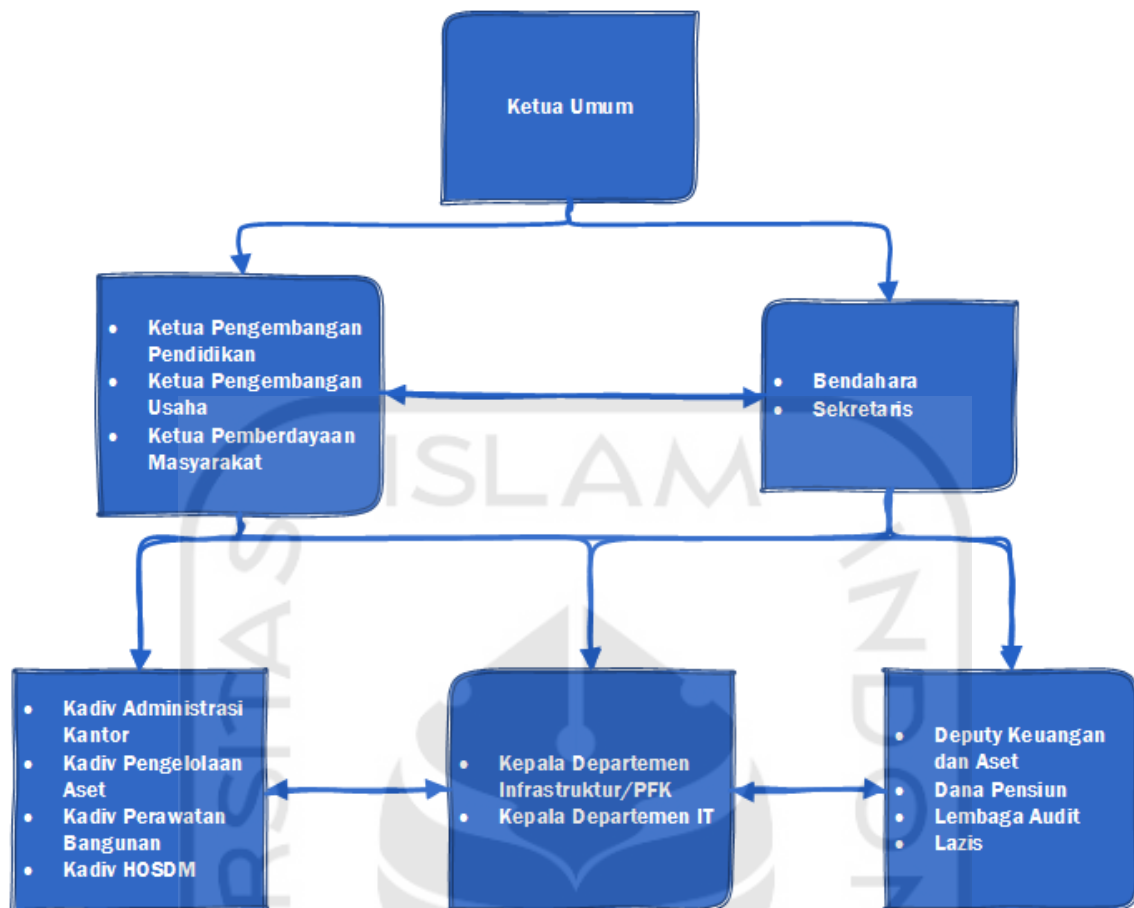 Ketua Umum
• Ketua Pengembangan
Pendidikan
• Ketua Pengembangan
Usaha
• Ketua Pemberdayaan
Masyarakat
• Bendahara
• Sekretaris
ISLAM
• Kadiv Administrasi
Kantor
• Kadiv Pengelolaan
Aset
• Kadiv Perawatan
Bangunan
• Kadiv HOSDM
• Kepala Departemen
Infrastruktur/PFK
• Kepala Departemen IT
• Deputy Keuangan
dan Aset
• Dana Pensiun
• Lembaga Audit
• Lazis